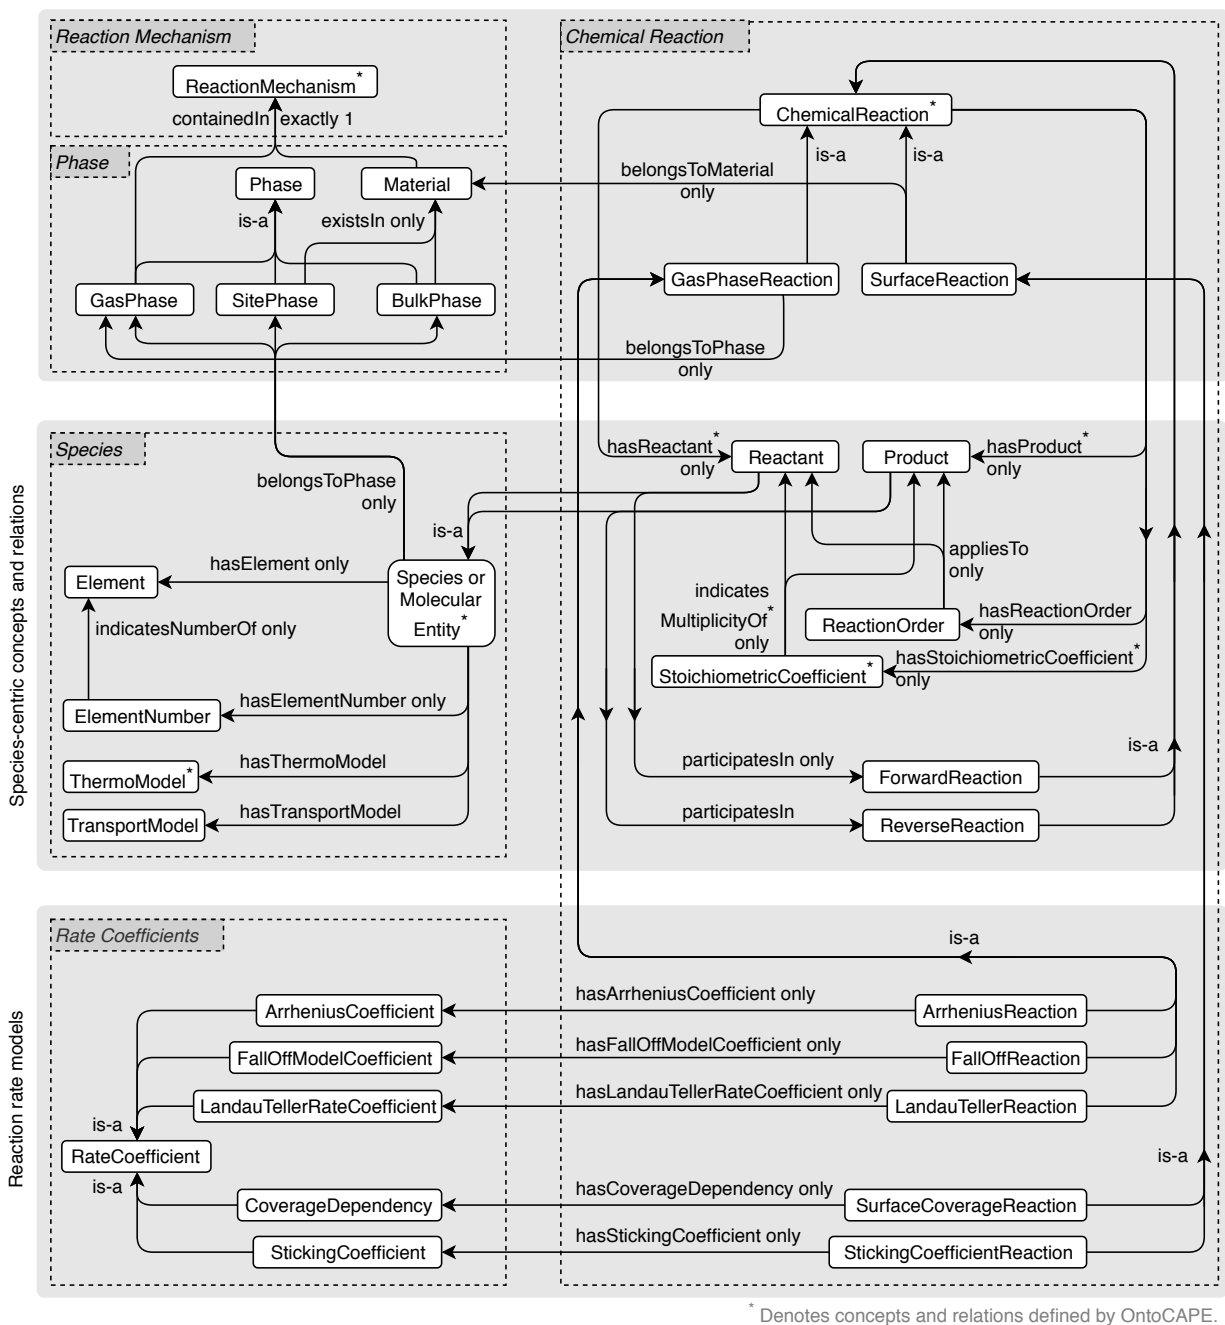 Reaction Mechanism
ReactionMechanism*
containedIn exactly 1
Phase
Phase
Material
is-a
existsIn only
GasPhase
SitePhase
BulkPhase
Chemical Reaction
ChemicalReaction*
is-a
is-a
belongsToMaterial
only
GasPhaseReaction
SurfaceReaction
belongsToPhase
only
Species-centric concepts and relations
Species
belongsToPhase
only
is-a
hasElement only
Element
Species or
Molecular
Entity*
indicatesNumberOf only
hasElementNumber only
ElementNumber
hasThermoModel
ThermoModel*
hasTransportModel
TransportModel
hasReactant*
only
Reactant
Product
hasProduct*
only
appliesTo
only
indicates
MultiplicityOf*
only
ReactionOrder
hasReactionOrder
only
StoichiometricCoefficient*
hasStoichiometricCoefficient*
only
is-a
participatesIn only
ForwardReaction
participatesIn
ReverseReaction
Reaction rate models
Rate Coefficients
is-a
ArrheniusCoefficient
hasArrheniusCoefficient only
ArrheniusReaction
FallOffModelCoefficient
hasFallOffModelCoefficient only
FallOffReaction
LandauTellerRateCoefficient
hasLandauTellerRateCoefficient only
LandauTellerReaction
is-a
RateCoefficient
is-a
is-a
CoverageDependency
hasCoverageDependency only
SurfaceCoverageReaction
StickingCoefficient
hasStickingCoefficient only
StickingCoefficientReaction
* Denotes concepts and relations defined by OntoCAPE.